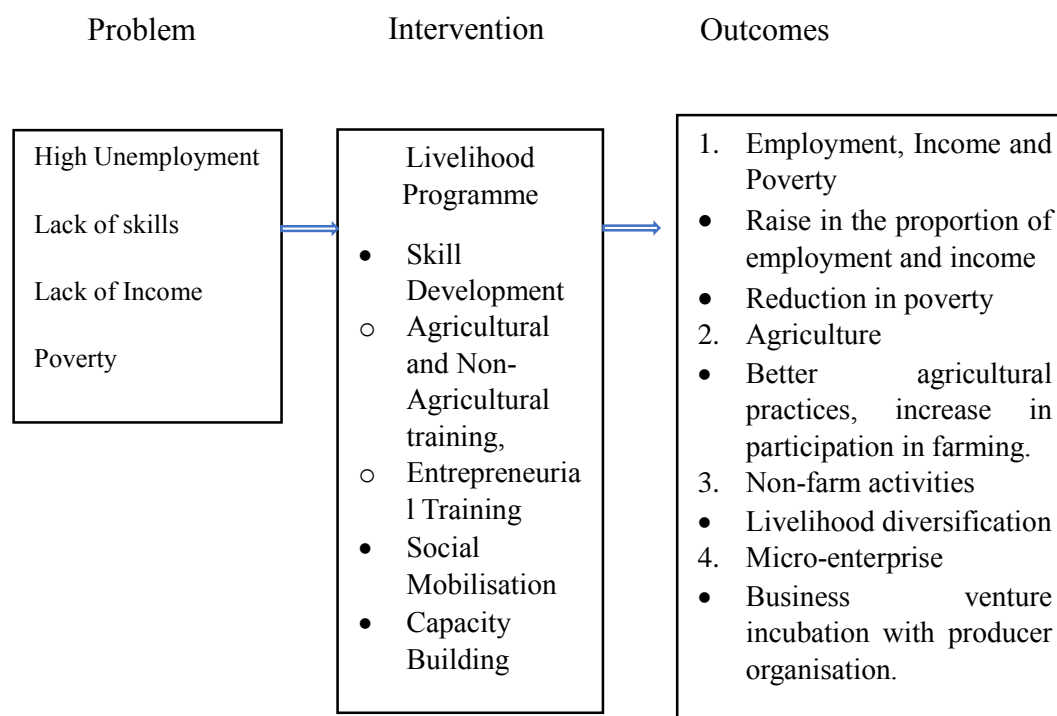 Problem
Intervention
Outcomes
High Unemployment
Lack of skills
Lack of Income
Poverty
Livelihood
Programme
• Skill
Development
o Agricultural
and Non-
Agricultural
training,
o Entrepreneuria
l Training
• Social
Mobilisation
• Capacity
Building
1. Employment, Income and
Poverty
• Raise in the proportion of
employment and income
• Reduction in poverty
2. Agriculture
• Better agricultural
practices, increase in
participation in farming.
3. Non-farm activities
• Livelihood diversification
4. Micro-enterprise
• Business venture
incubation with producer
organisation.